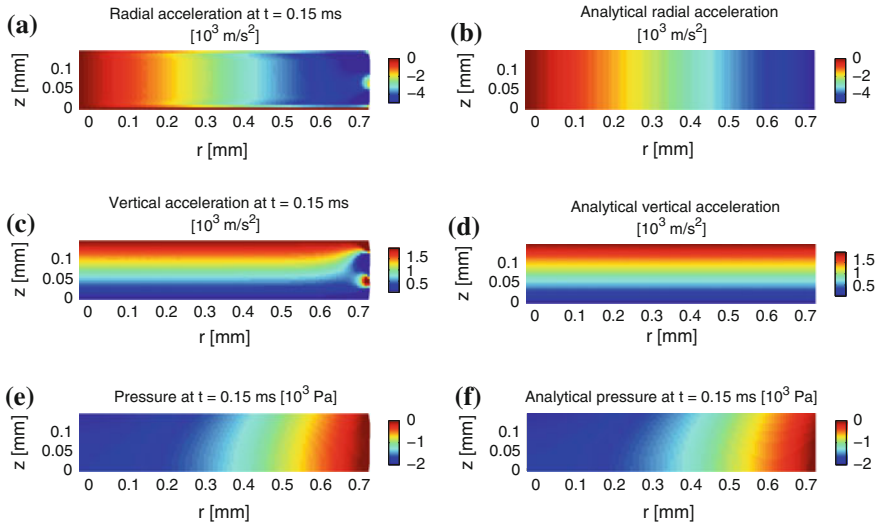 (a)
Radial acceleration at t = 0.15 ms
[10³ m/s²]
z [mm]
0.1
0.05
0
0 0.1 0.2 0.3 0.4 0.5 0.6 0.7
r [mm]
0
−2
−4
(b)
Analytical radial acceleration
[10³ m/s²]
z [mm]
0.1
0.05
0
0 0.1 0.2 0.3 0.4 0.5 0.6 0.7
r [mm]
0
−2
−4
(c)
Vertical acceleration at t = 0.15 ms
[10³ m/s²]
z [mm]
0.1
0.05
0
0 0.1 0.2 0.3 0.4 0.5 0.6 0.7
r [mm]
1.5
1
0.5
(d)
Analytical vertical acceleration
[10³ m/s²]
z [mm]
0.1
0.05
0
0 0.1 0.2 0.3 0.4 0.5 0.6 0.7
r [mm]
1.5
1
0.5
(e)
Pressure at t = 0.15 ms [10³ Pa]
z [mm]
0.1
0.05
0
0 0.1 0.2 0.3 0.4 0.5 0.6 0.7
r [mm]
0
−1
−2
(f)
Analytical pressure at t = 0.15 ms [10³ Pa]
z [mm]
0.1
0.05
0
0 0.1 0.2 0.3 0.4 0.5 0.6 0.7
r [mm]
0
−1
−2